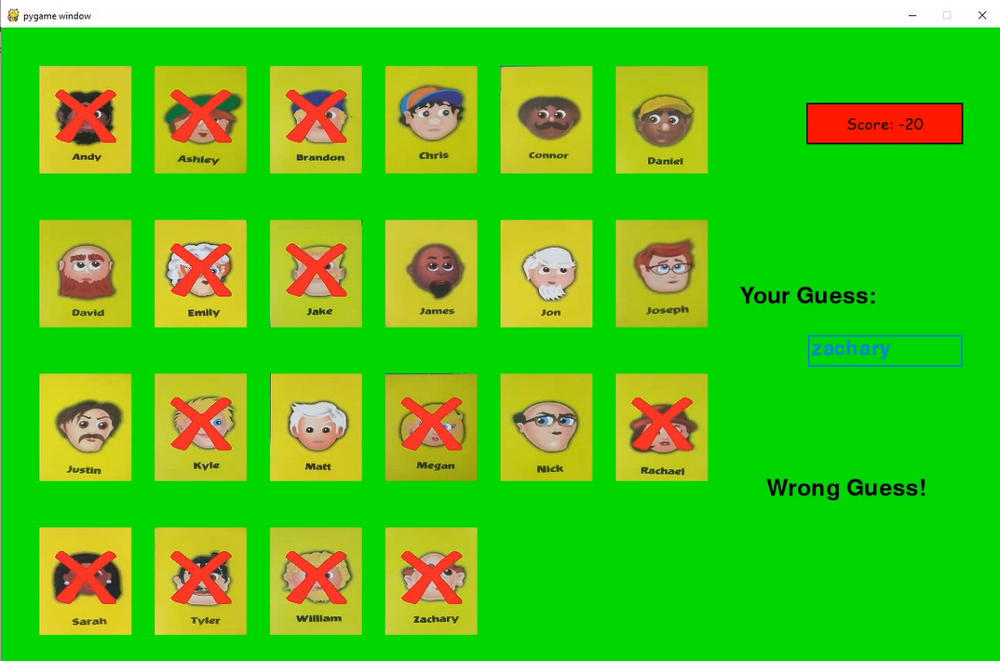 pygame window
Andy
Ashley
Brandon
Chris
Connor
Daniel
Score: -20
David
Emily
Jake
James
Jon
Joseph
Your Guess:
zachary
Justin
Kyle
Matt
Megan
Nick
Rachael
Wrong Guess!
Sarah
Tyler
William
Zachary